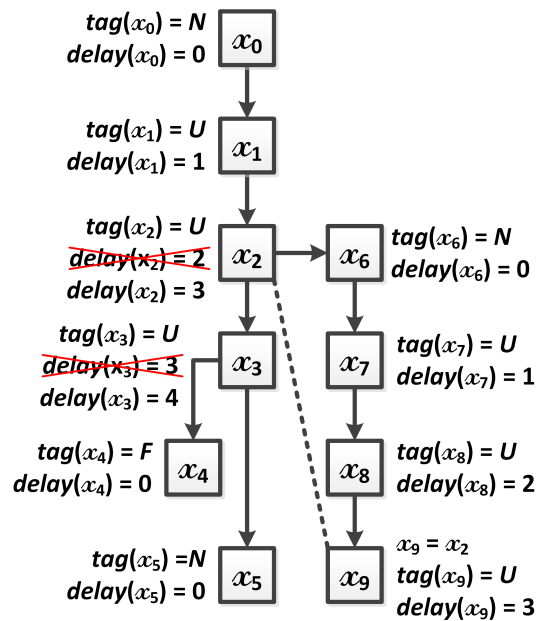 tag(x₀) = N
delay(x₀) = 0
x₀
tag(x₁) = U
delay(x₁) = 1
x₁
tag(x₂) = U
delay(x₂) = 2
delay(x₂) = 3
x₂
x₆
tag(x₆) = N
delay(x₆) = 0
tag(x₃) = U
delay(x₃) = 3
delay(x₃) = 4
x₃
x₇
tag(x₇) = U
delay(x₇) = 1
tag(x₄) = F
delay(x₄) = 0
x₄
x₈
tag(x₈) = U
delay(x₈) = 2
tag(x₅) =N
delay(x₅) = 0
x₅
x₉
x₉ = x₂
tag(x₉) = U
delay(x₉) = 3